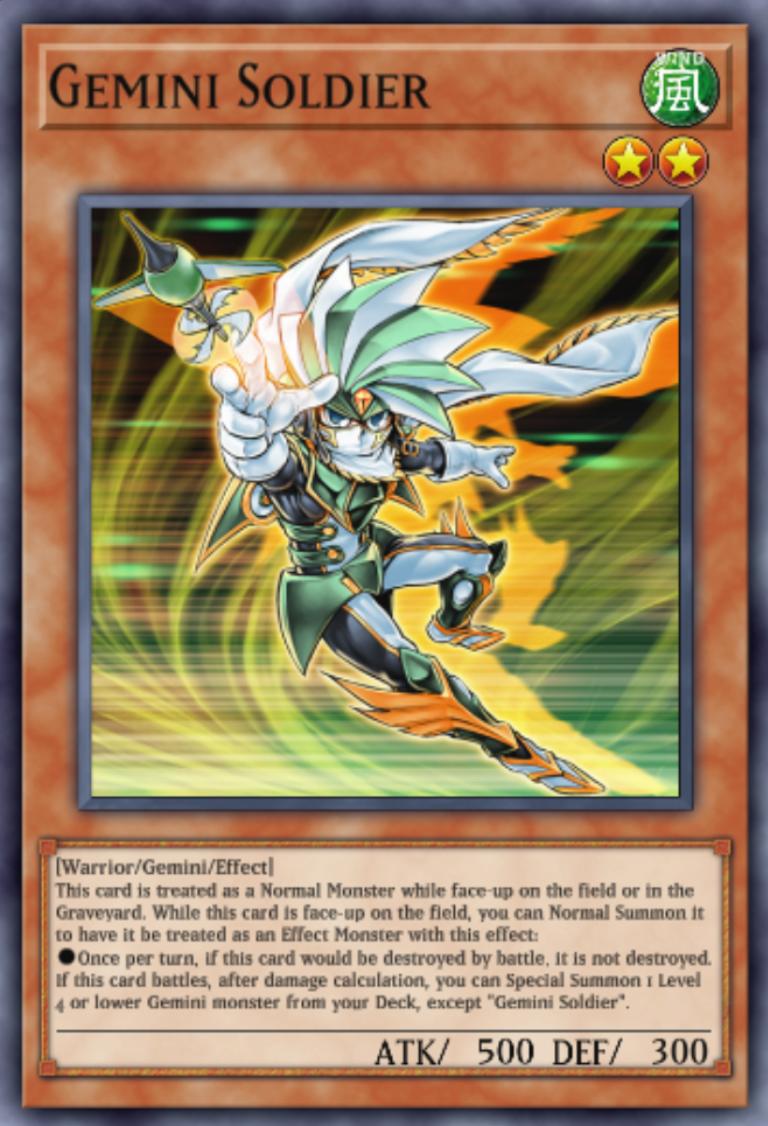 Gemini Soldier
WIND
風
[Warrior/Gemini/Effect]
This card is treated as a Normal Monster while face-up on the field or in the
Graveyard. While this card is face-up on the field, you can Normal Summon it
to have it be treated as an Effect Monster with this effect:
●Once per turn, if this card would be destroyed by battle, it is not destroyed.
If this card battles, after damage calculation, you can Special Summon 1 Level
4 or lower Gemini monster from your Deck, except "Gemini Soldier".
ATK/ 500 DEF/ 300